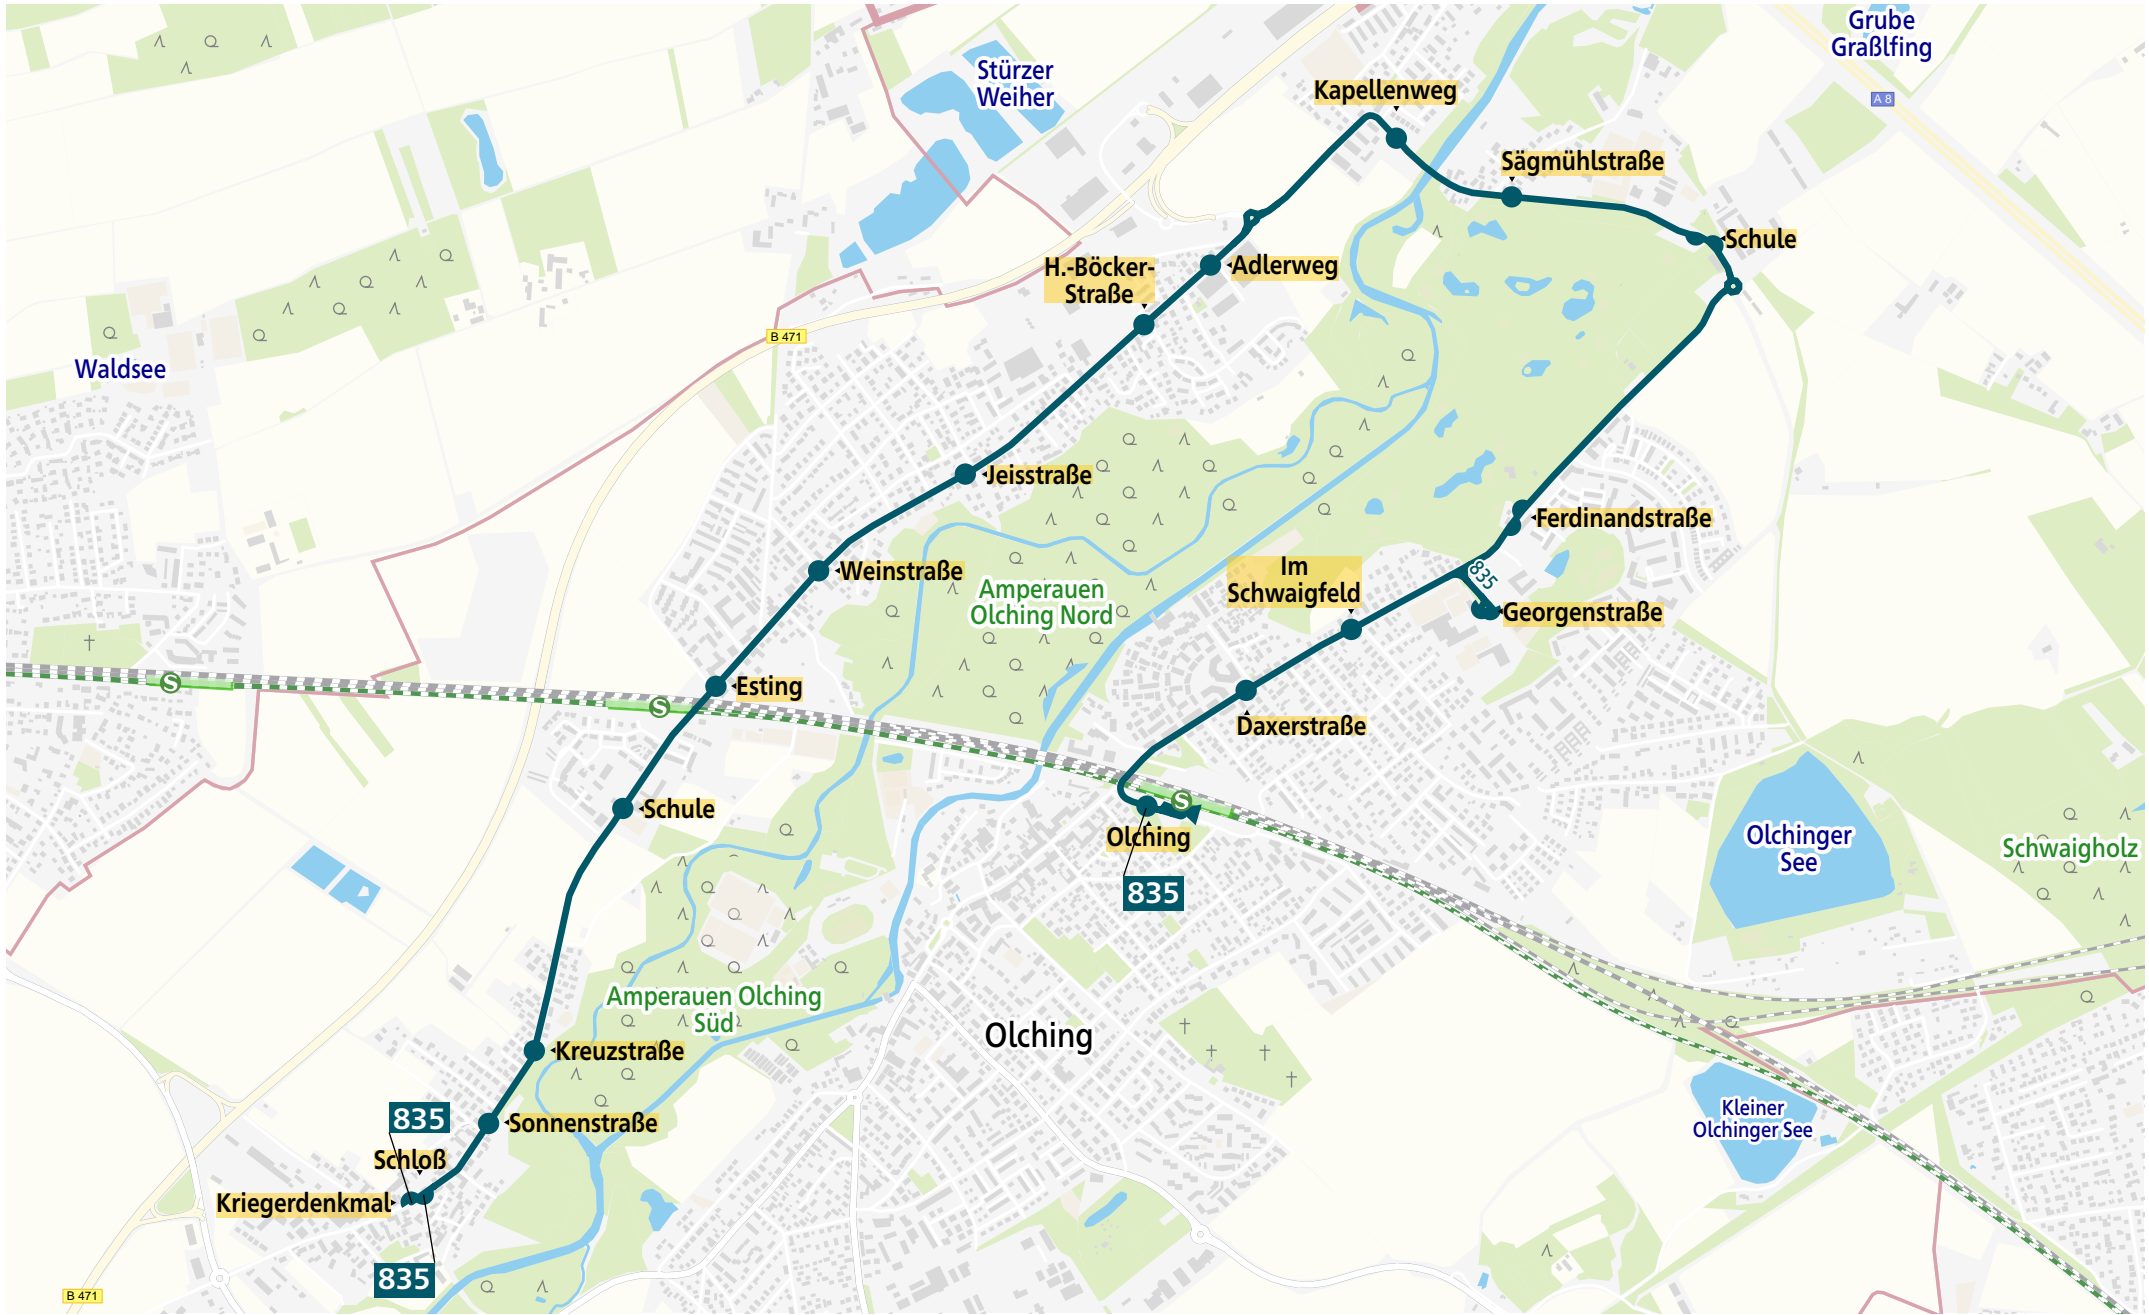 Grube
Graßlfing
Stürzer
Weiher
Kapellenweg
A 8
Sägmühlstraße
Schule
H.-Böcker-
Straße
Adlerweg
B 471
Waldsee
Jeisstraße
Ferdinandstraße
Weinstraße
Im
Schwaigfeld
835
Amperauen
Olching Nord
Georgenstraße
S
Esting
S
Daxerstraße
S
Schule
Olching
Olchinger
See
Schwaigholz
835
Amperauen Olching
Süd
Olching
Kreuzstraße
Kleiner
Olchinger See
835
Sonnenstraße
Schloß
Kriegerdenkmal
835
B 471